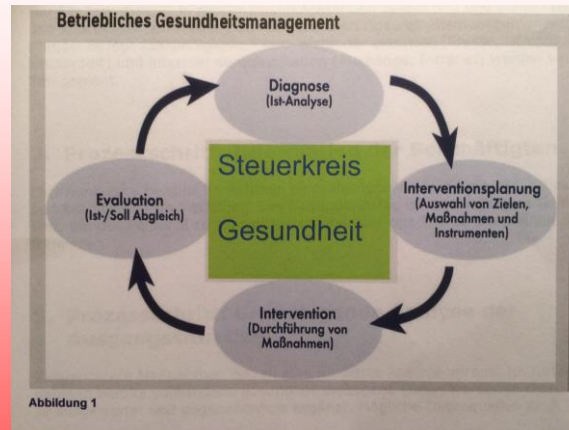 Betriebliches Gesundheitsmanagement
Diagnose
(Ist-Analyse)
Steuerkreis
Gesundheit
Evaluation
(Ist-/Soll Abgleich)
Interventionsplanung
(Auswahl von Zielen,
Maßnahmen und
Instrumenten)
Intervention
(Durchführung von
Maßnahmen)
Abbildung 1